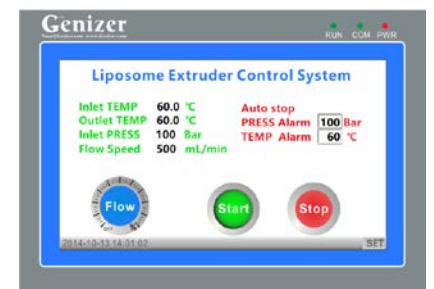 Genizer
RUN COM PWR
Liposome Extruder Control System
Inlet TEMP 60.0 ℃
Outlet TEMP 60.0 ℃
Inlet PRESS 100 Bar
Flow Speed 500 mL/min
Auto stop
PRESS Alarm 100 Bar
TEMP Alarm 60 ℃
Flow
OFF
Start
Stop
2014-10-13 14:01:02
SET